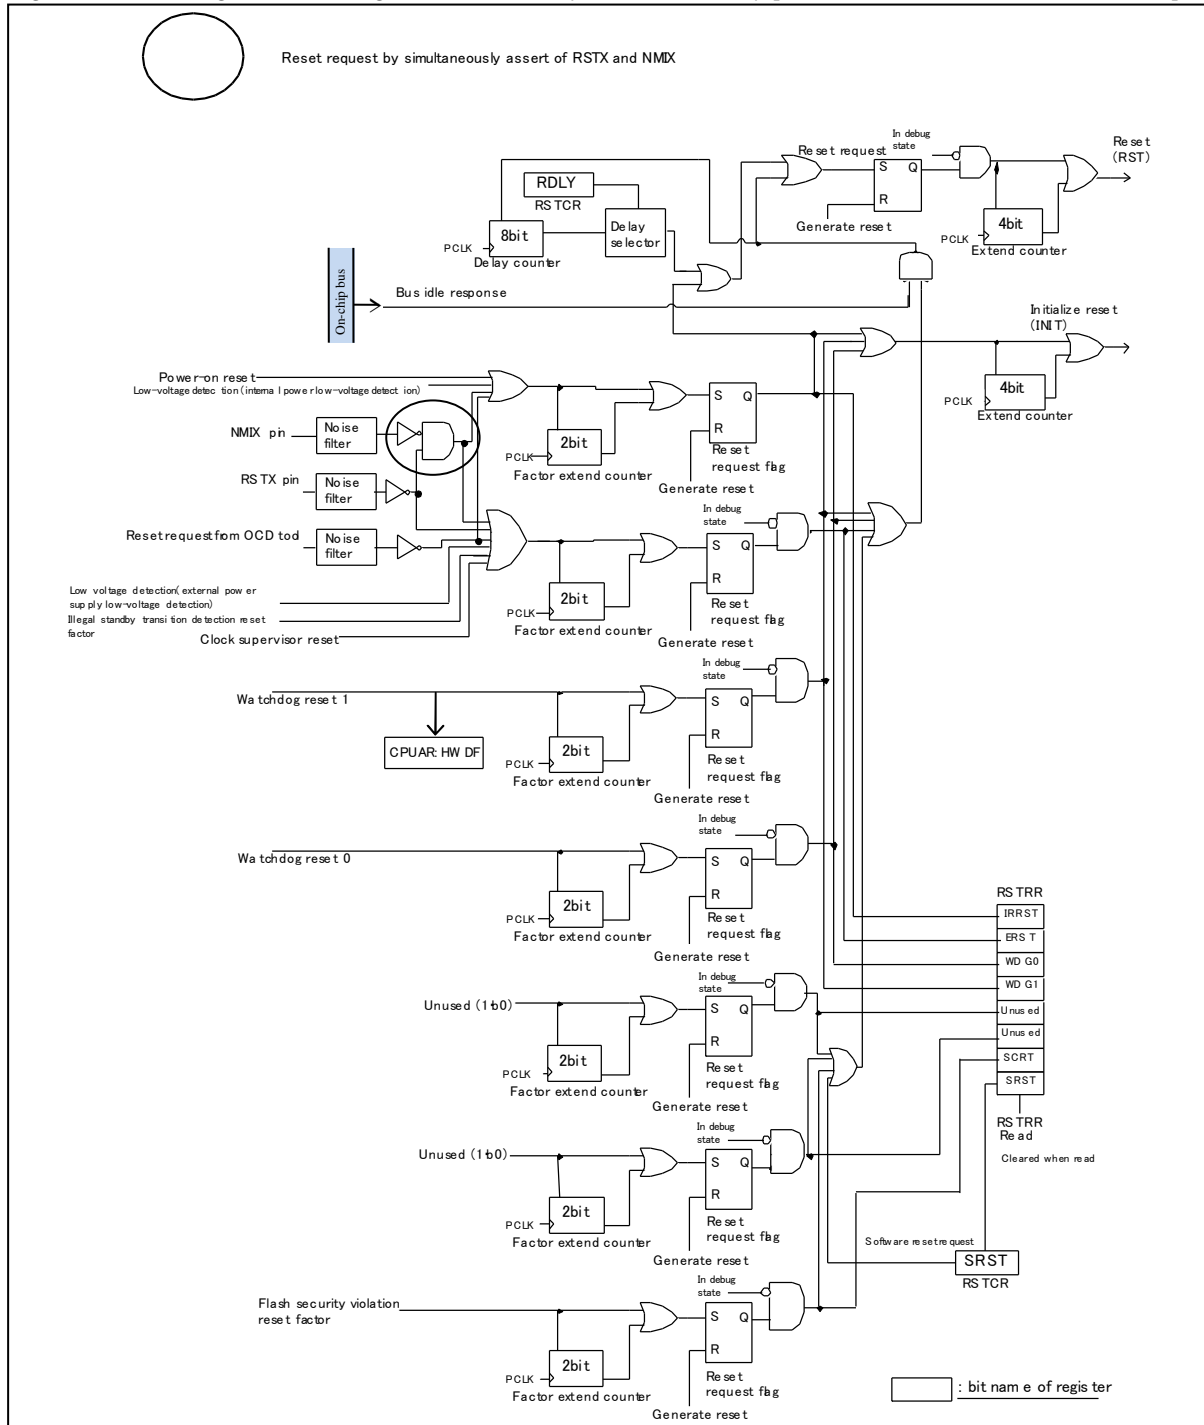 Reset request by simultaneously assert of RSTX and NMIX
In debug
state
Reset
(RST)
Reset request
RDLY
RSTCR
S Q
R
8bit
Delay
selector
PCLK
Delay counter
Generate reset
4bit
PCLK
Extend counter
On-chip bus
Bus idle response
Initialize reset
(INIT)
4bit
PCLK
Extend counter
Power-on reset
Low-voltage detection (internal power low-voltage detection)
NMIX pin
Noise
filter
S Q
R
2bit
PCLK
Factor extend counter
Reset
request flag
Generate reset
RSTX pin
Noise
filter
In debug
state
Reset request from OCD tool
Noise
filter
S Q
R
2bit
PCLK
Factor extend counter
Reset
request flag
Generate reset
Low voltage detection(external power
supply low-voltage detection)
Illegal standby transition detection reset
factor
Clock supervisor reset
In debug
state
Watchdog reset 1
CPUAR:HWDF
S Q
R
2bit
PCLK
Factor extend counter
Reset
request flag
Generate reset
In debug
state
Watchdog reset 0
S Q
R
2bit
PCLK
Factor extend counter
Reset
request flag
Generate reset
RSTRR
IRRST
ERST
WDG0
WDG1
Unused
Unused
SCRT
SRST
RSTRR
Read
Cleared when read
In debug
state
Unused (1'b0)
S Q
R
2bit
PCLK
Factor extend counter
Reset
request flag
Generate reset
In debug
state
Unused (1'b0)
S Q
R
2bit
PCLK
Factor extend counter
Reset
request flag
Generate reset
Software reset request
SRST
RSTCR
In debug
state
Flash security violation
reset factor
S Q
R
2bit
PCLK
Factor extend counter
Reset
request flag
Generate reset
: bit name of register